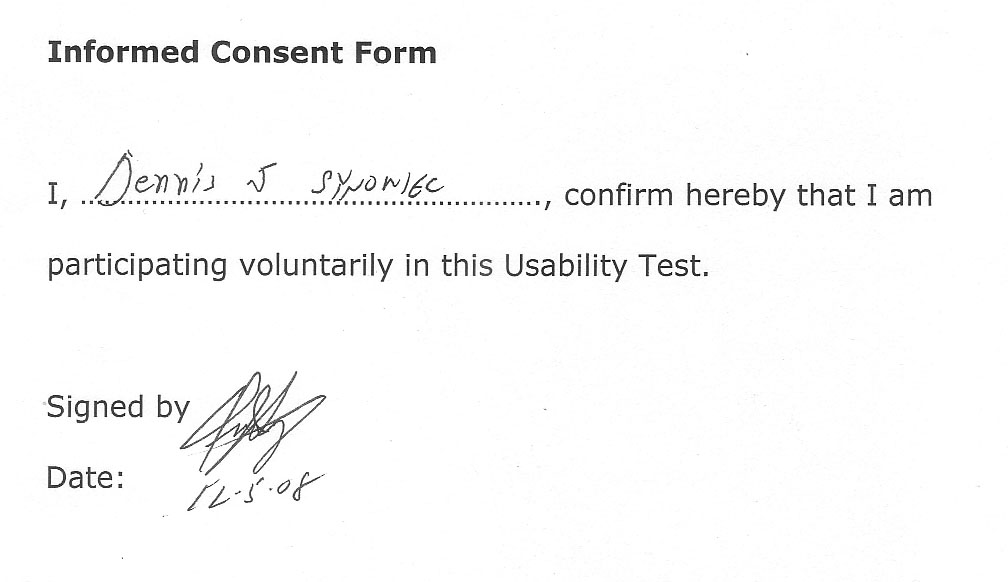 Informed Consent Form
I, Dennis J SYNOWIEC, confirm hereby that I am
participating voluntarily in this Usability Test.
Signed by
Date: 12-5-08